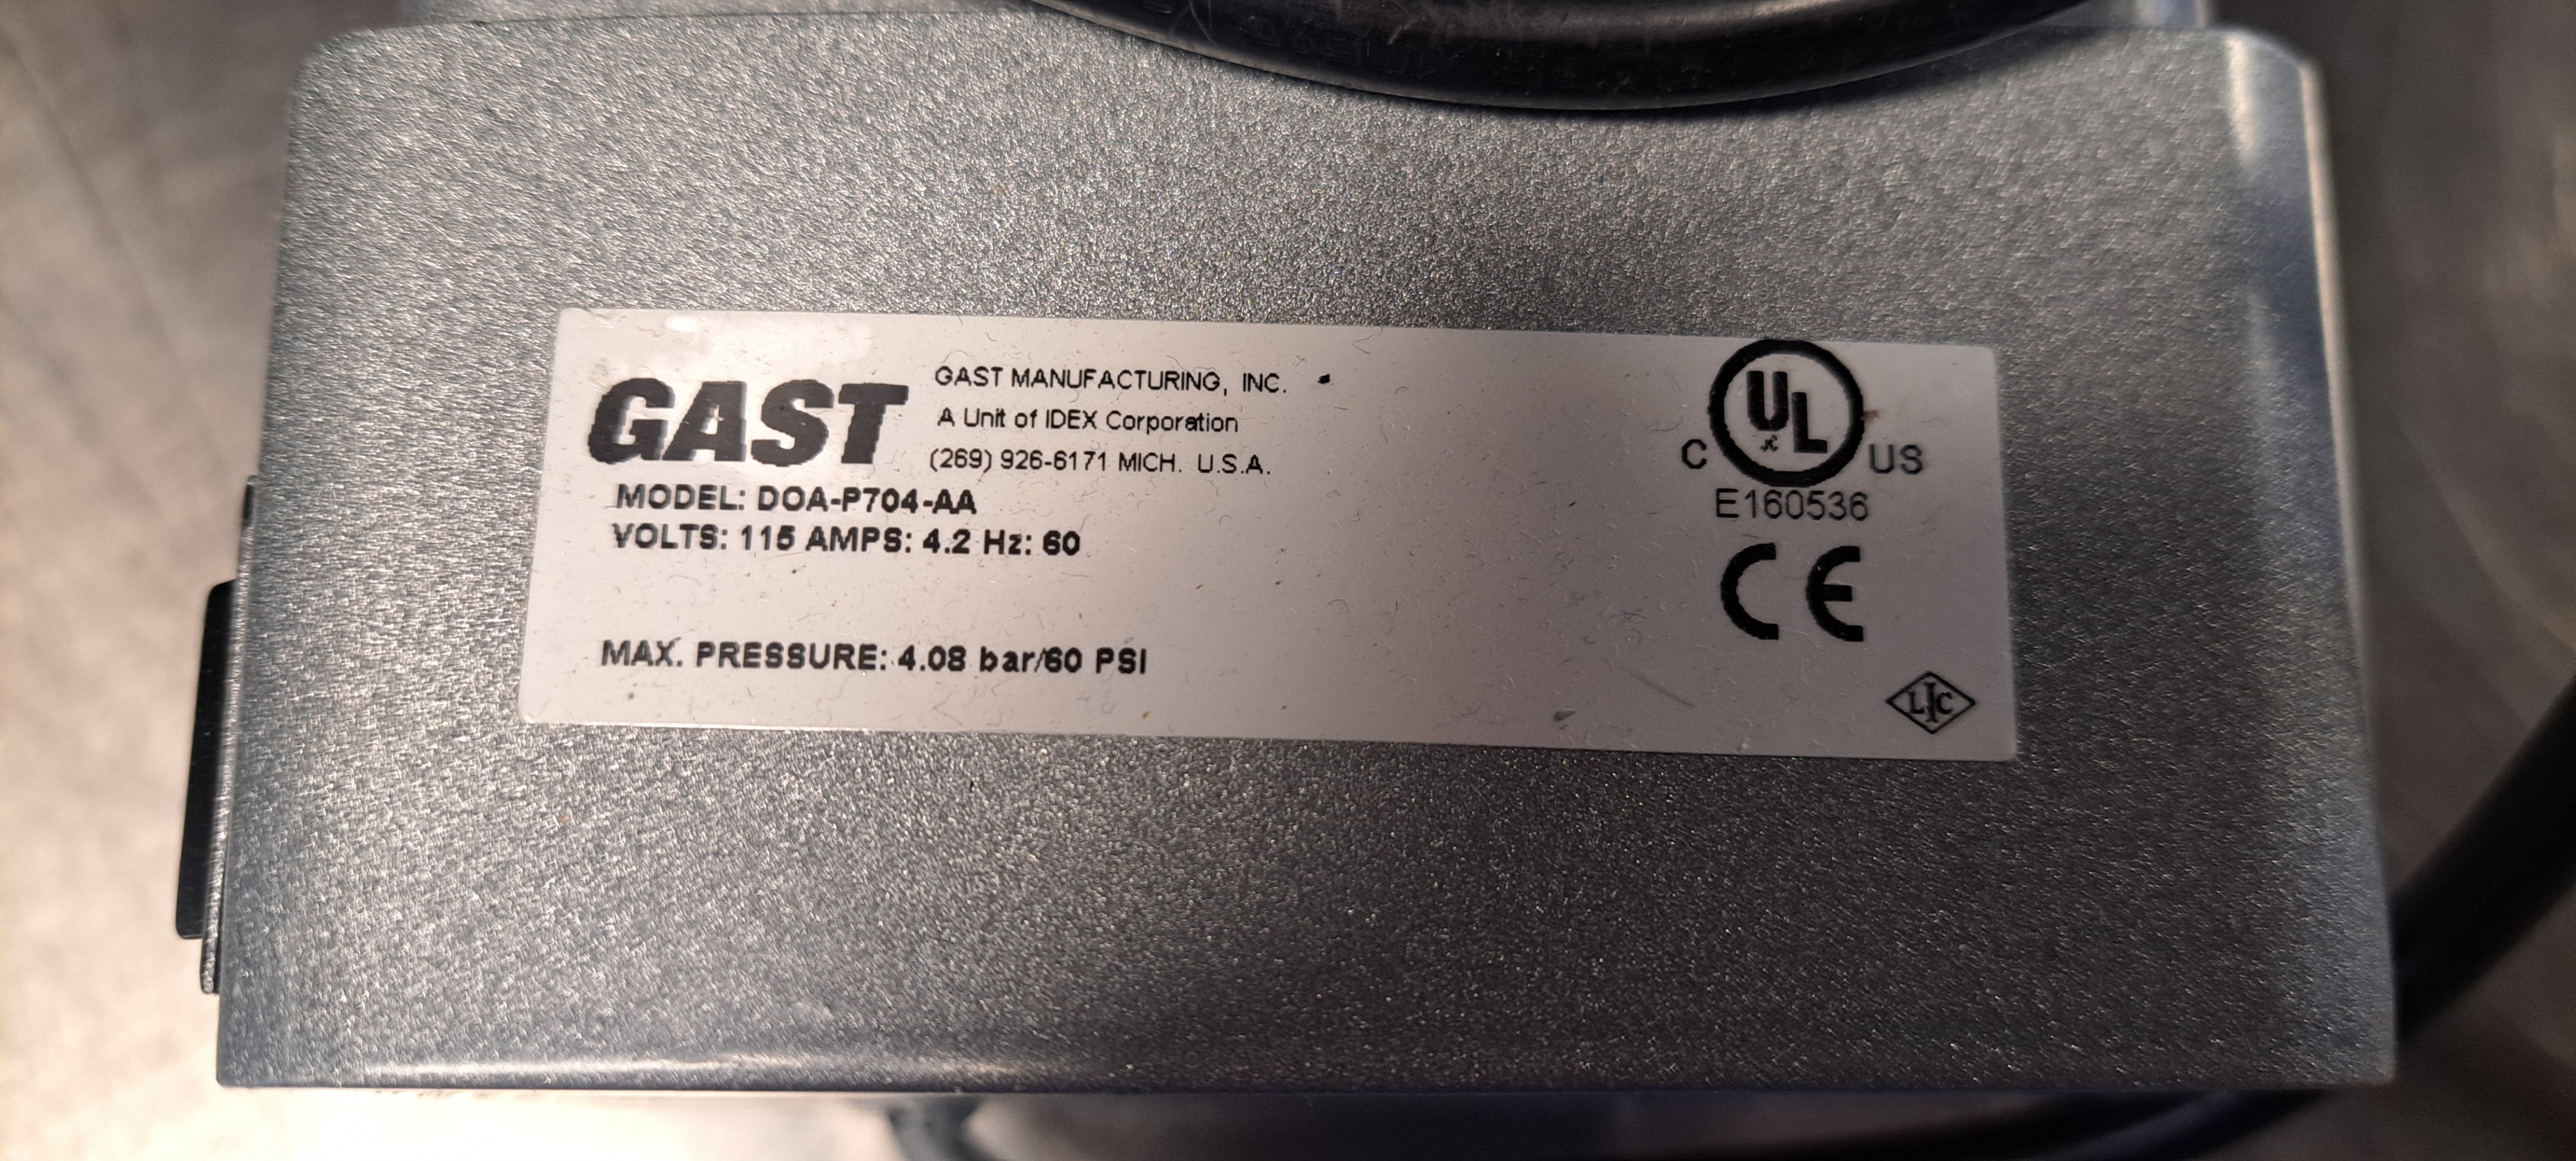 GAST
GAST MANUFACTURING, INC.
A Unit of IDEX Corporation
(269) 926-6171 MICH. U.S.A.
MODEL: DOA-P704-AA
VOLTS: 115 AMPS: 4.2 Hz: 60
MAX. PRESSURE: 4.08 bar/60 PSI
C UL US
E160536
CE
LIC